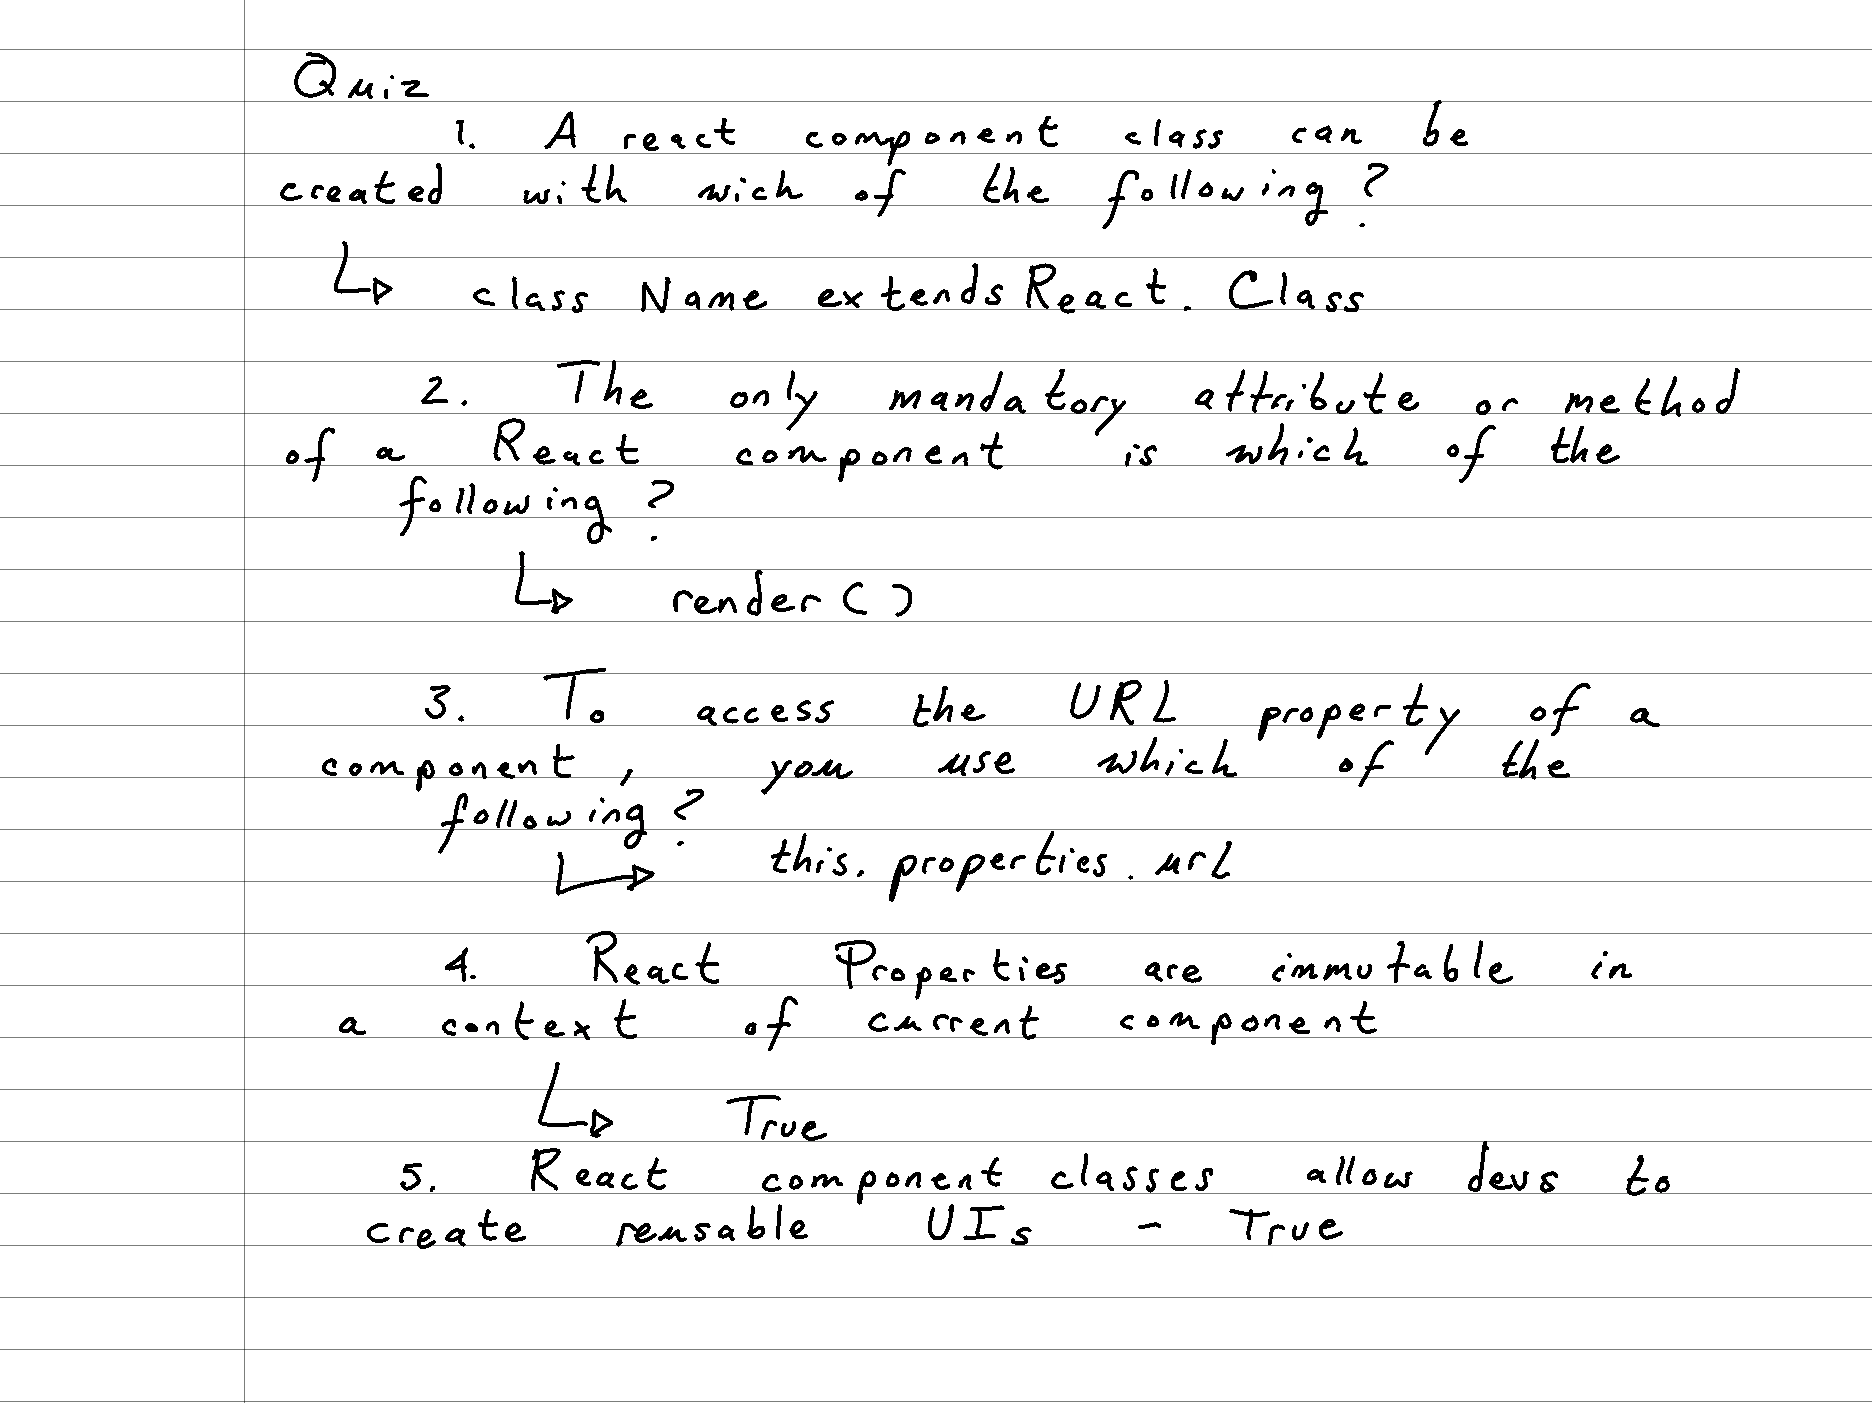 Quiz
1. A react component class can be
created with wich of the following?
class Name extends React.Class
2. The only mandatory attribute or method
of a React component is which of the
following?
render()
3. To access the URL property of a
component, you use which of the
following?
this.properties.url
4. React Properties are immutable in
a context of current component
True
5. React component classes allow devs to
create reusable UIs - True